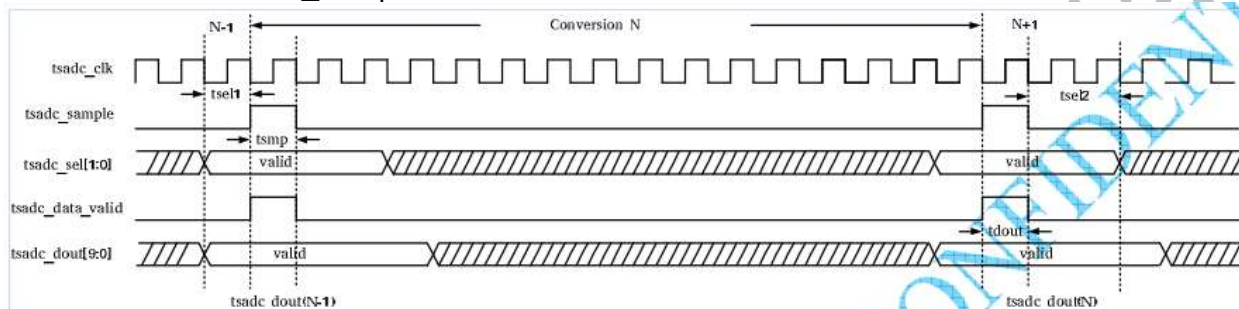 N-1 Conversion N N+1
tsadc_clk
tsel1 tsel2
tsadc_sample
tsmp
tsadc_sel[1:0] valid valid
tsadc_data_valid
tdout
tsadc_dout[9:0] valid valid
tsadc dout(N-1) tsadc dout(N)
ONFIDENT